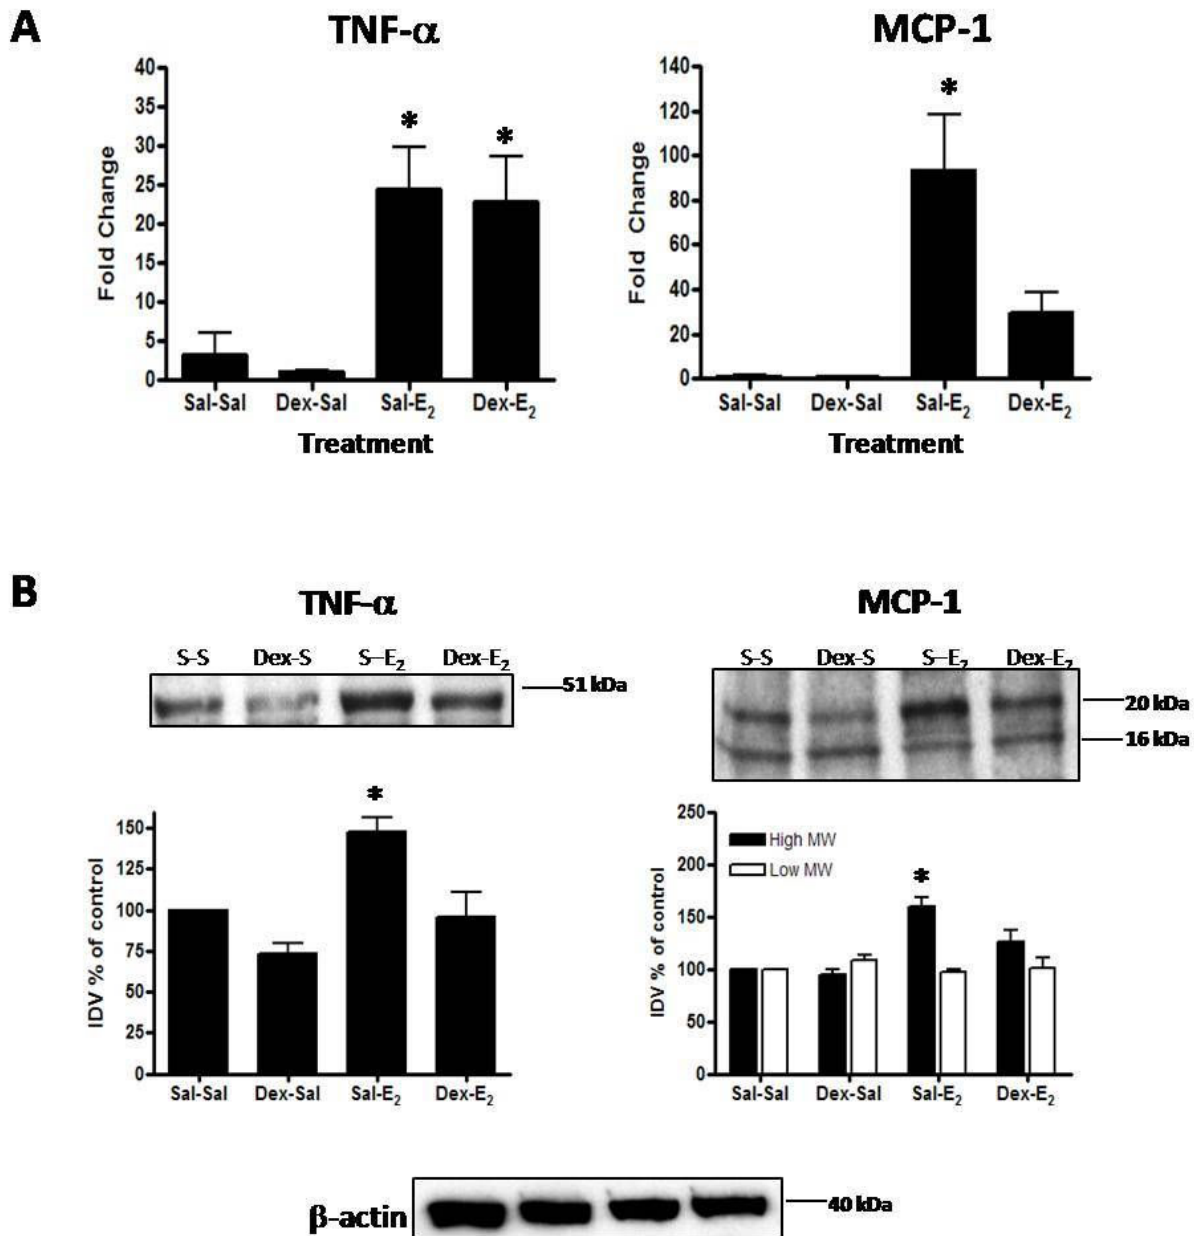 A
TNF-α
MCP-1
Fold Change
40
35
30
25
20
15
10
5
0
*
*
Sal-Sal Dex-Sal Sal-E₂ Dex-E₂
Treatment
Fold Change
140
120
100
80
60
40
20
0
*
Sal-Sal Dex-Sal Sal-E₂ Dex-E₂
Treatment
B
TNF-α
S-S Dex-S S-E₂ Dex-E₂
51 kDa
IDV % of control
150
125
100
75
50
25
0
*
Sal-Sal Dex-Sal Sal-E₂ Dex-E₂
MCP-1
S-S Dex-S S-E₂ Dex-E₂
20 kDa
16 kDa
IDV % of control
250
200
150
100
50
0
High MW
Low MW
*
Sal-Sal Dex-Sal Sal-E₂ Dex-E₂
β-actin
40 kDa